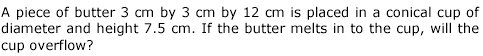 A piece of butter 3 cm by 3 cm by 12 cm is placed in a conical cup of
diameter and height 7.5 cm. If the butter melts in to the cup, will the
cup overflow?